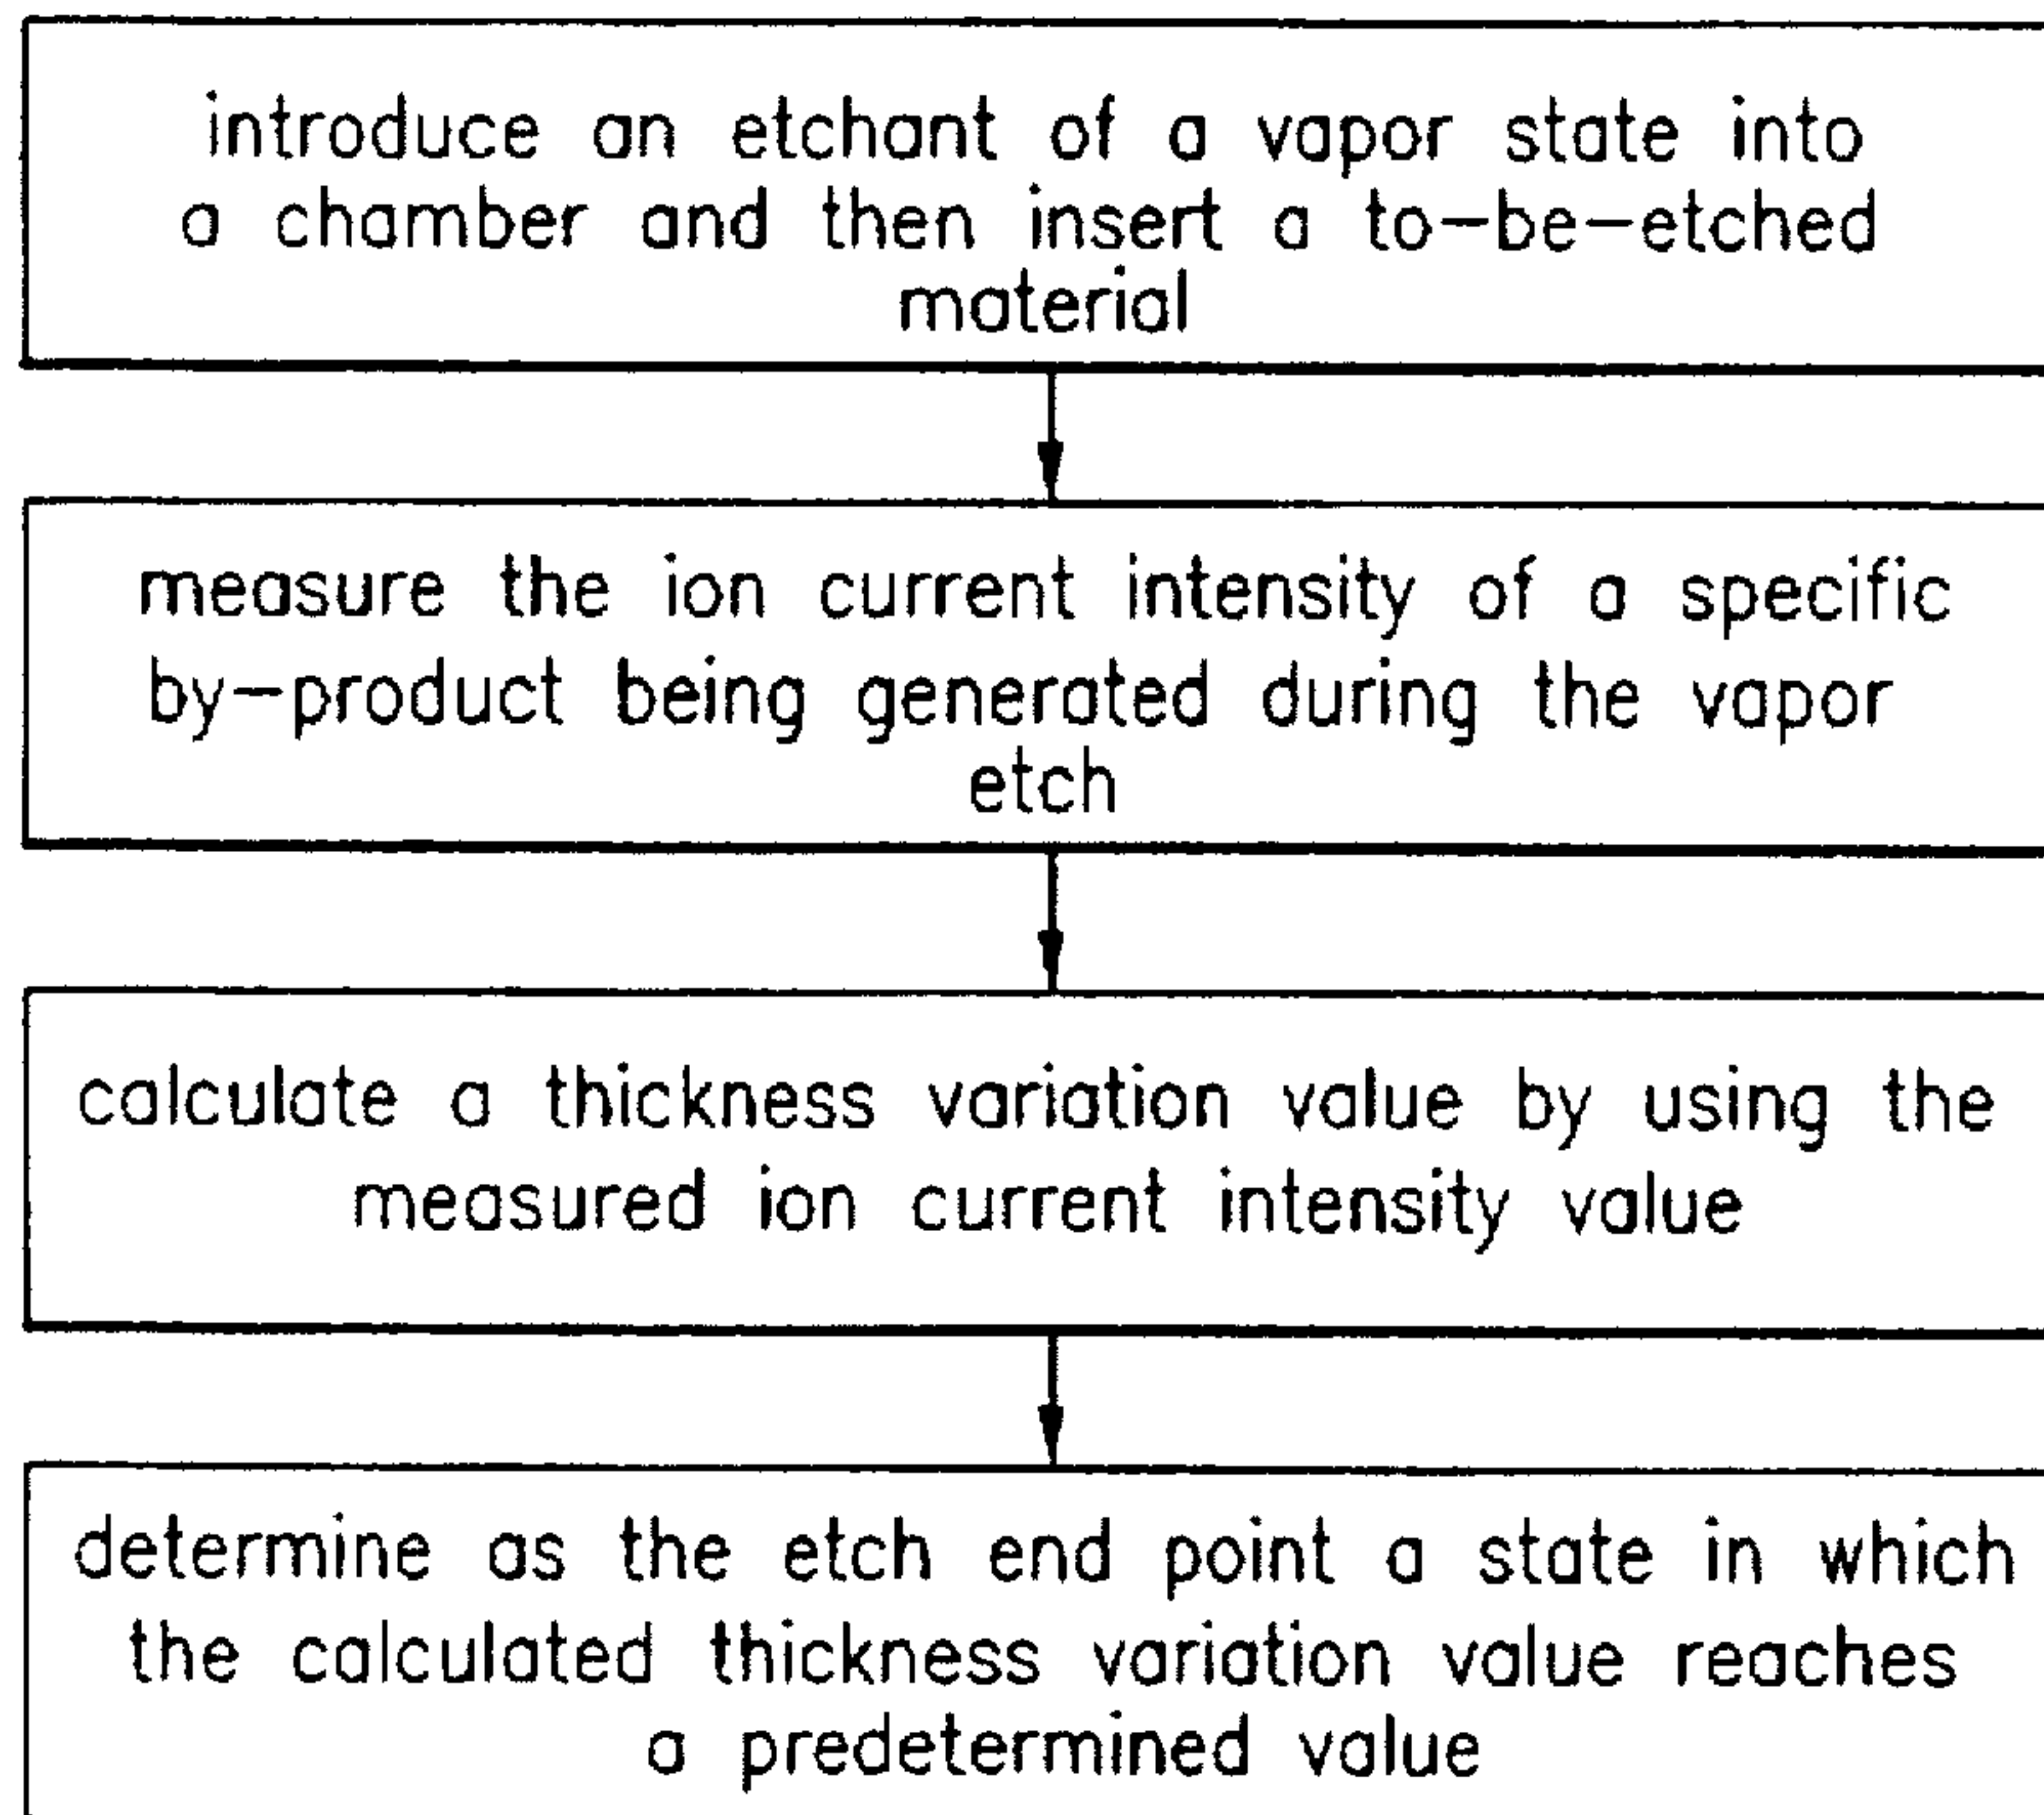 introduce an etchant of a vapor state into
a chamber and then insert a to-be-etched
material
measure the ion current intensity of a specific
by-product being generated during the vapor
etch
calculate a thickness variation value by using the
measured ion current intensity value
determine as the etch end point a state in which
the calculated thickness variation value reaches
a predetermined value